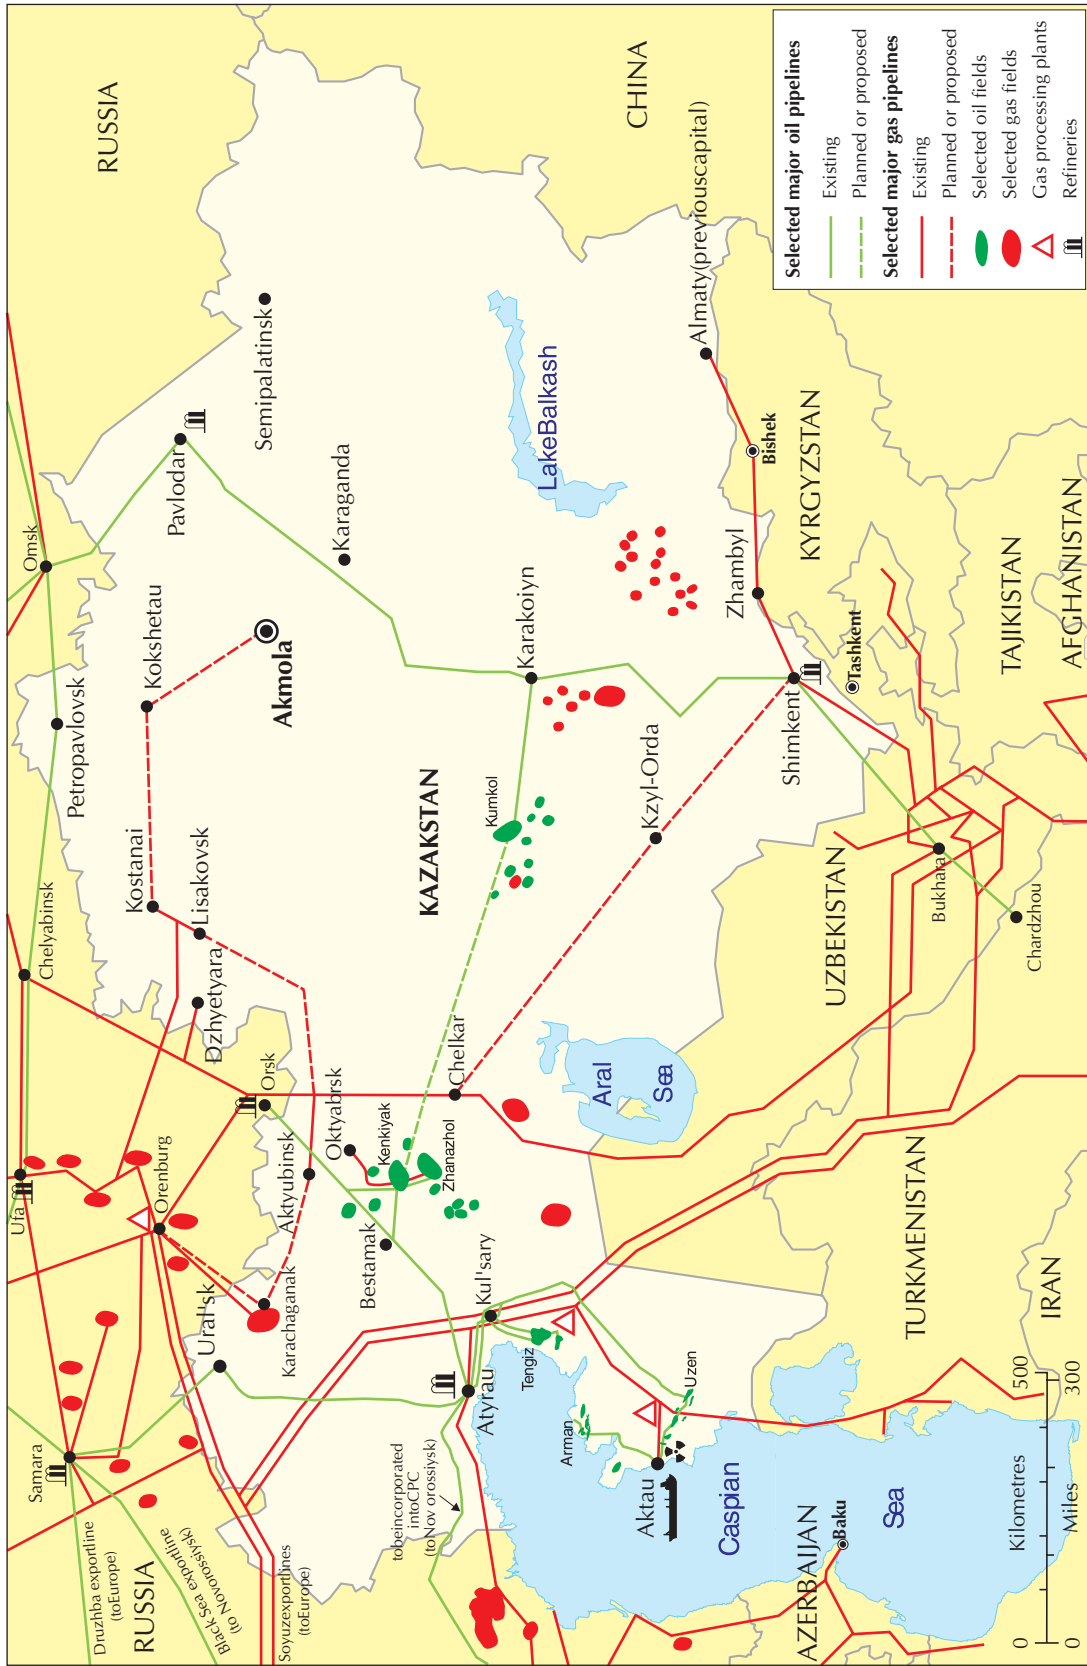 RUSSIA
CHINA
Omsk
Pavlodar
Semipalatinsk
Petropavlovsk
Kokshetau
Karaganda
Akmola
LakeBalkash
Almaty(previouscapital)
Bishek
KYRGYZSTAN
Zhambyl
Karakoiyn
Chelyabinsk
Kostanai
Lisakovsk
Dzhyetyara
KAZAKSTAN
Kumkol
Kzyl-Orda
Shimkent
Tashkent
TAJIKISTAN
AFGHANISTAN
UZBEKISTAN
Bukhara
Chardzhou
Ufa
Orenburg
Orsk
Aktyubinsk
Oktyabrsk
Kenkiyak
Zhanazhol
Chelkar
Aral
Sea
Bestamak
Kul'sary
Karachaganak
Ural'sk
Samara
Atyrau
Tengiz
Arman
Uzen
Aktau
Caspian
Sea
TURKMENISTAN
IRAN
AZERBAIJAN
Baku
RUSSIA
Druzhba exportline
(toEurope)
Black Sea exportline
(to Novorossiysk)
Soyuzexportlines
(toEurope)
tobeincorporated
intoCPC
(toNov orossiysk)
Kilometres
0
500
0
300
Miles
Selected major oil pipelines
Existing
Planned or proposed
Selected major gas pipelines
Existing
Planned or proposed
Selected oil fields
Selected gas fields
Gas processing plants
Refineries